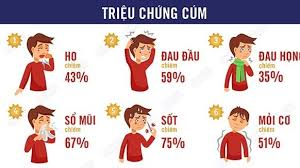 TRIỆU CHỨNG CÚM
HO
chiếm
43%
ĐAU ĐẦU
chiếm
59%
ĐAU HỌNG
chiếm
35%
SỔ MŨI
chiếm
67%
SỐT
chiếm
75%
MỎI CƠ
chiếm
51%